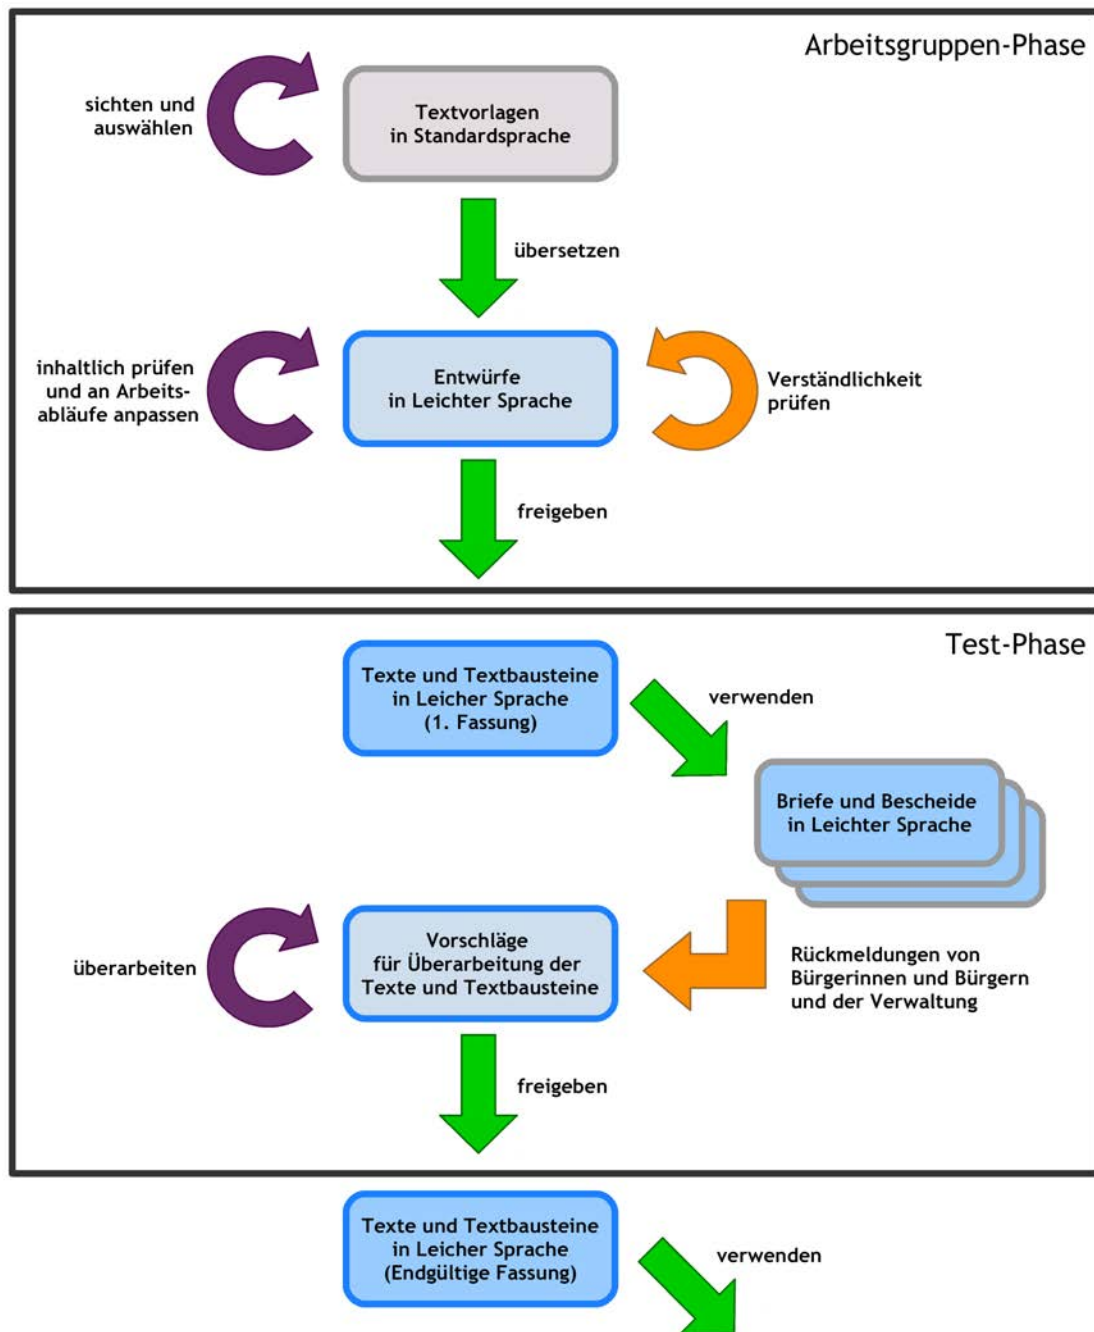 Arbeitsgruppen-Phase
sichten und
auswählen
Textvorlagen
in Standardsprache
übersetzen
inhaltlich prüfen
und an Arbeits-
abläufe anpassen
Entwürfe
in Leichter Sprache
Verständlichkeit
prüfen
freigeben
Test-Phase
Texte und Textbausteine
in Leicher Sprache
(1. Fassung)
verwenden
Briefe und Bescheide
in Leichter Sprache
überarbeiten
Vorschläge
für Überarbeitung der
Texte und Textbausteine
Rückmeldungen von
Bürgerinnen und Bürgern
und der Verwaltung
freigeben
Texte und Textbausteine
in Leicher Sprache
(Endgültige Fassung)
verwenden